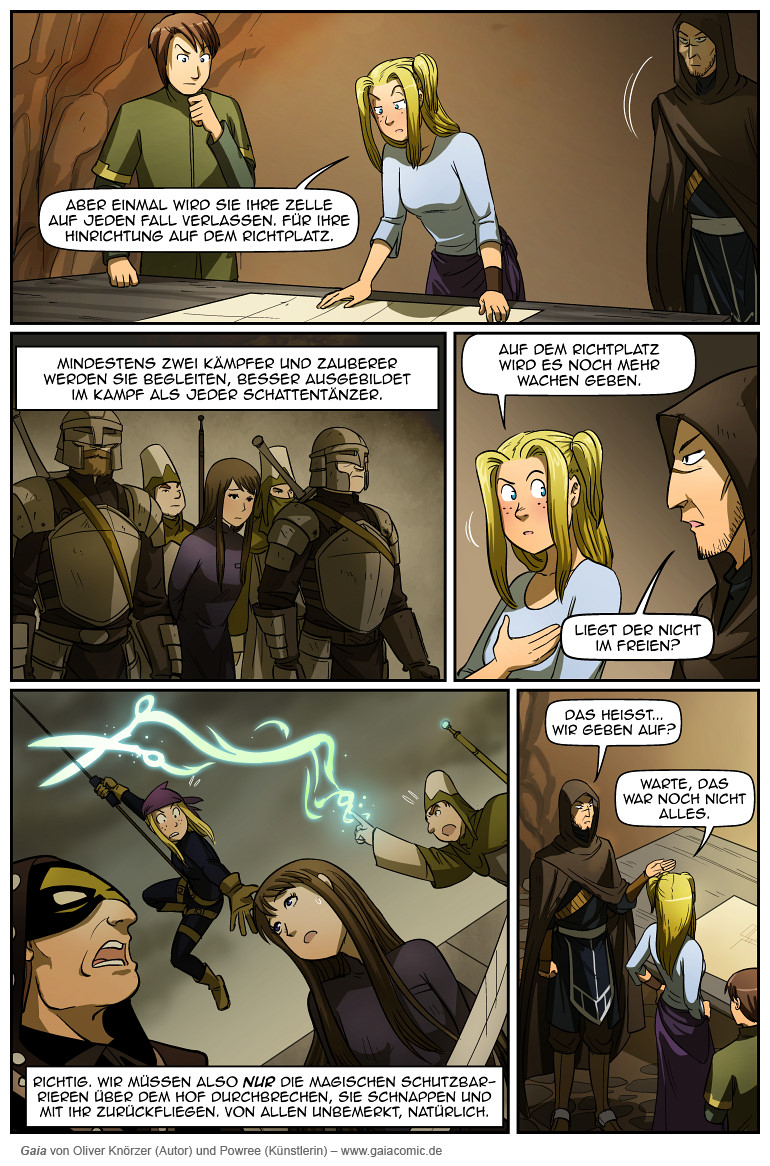 ABER EINMAL WIRD SIE IHRE ZELLE
AUF JEDEN FALL VERLASSEN. FÜR IHRE
HINRICHTUNG AUF DEM RICHTPLATZ.
MINDESTENS ZWEI KÄMPFER UND ZAUBERER
WERDEN SIE BEGLEITEN, BESSER AUSGEBILDET
IM KAMPF ALS JEDER SCHATTENTÄNZER.
AUF DEM RICHTPLATZ
WIRD ES NOCH MEHR
WACHEN GEBEN.
LIEGT DER NICHT
IM FREIEN?
RICHTIG. WIR MÜSSEN ALSO NUR DIE MAGISCHEN SCHUTZBAR-
RIEREN ÜBER DEM HOF DURCHBRECHEN, SIE SCHNAPPEN UND
MIT IHR ZURÜCKFLIEGEN. VON ALLEN UNBEMERKT, NATÜRLICH.
DAS HEISST...
WIR GEBEN AUF?
WARTE, DAS
WAR NOCH NICHT
ALLES.
Gaia von Oliver Knörzer (Autor) und Powree (Künstlerin) – www.gaiacomic.de